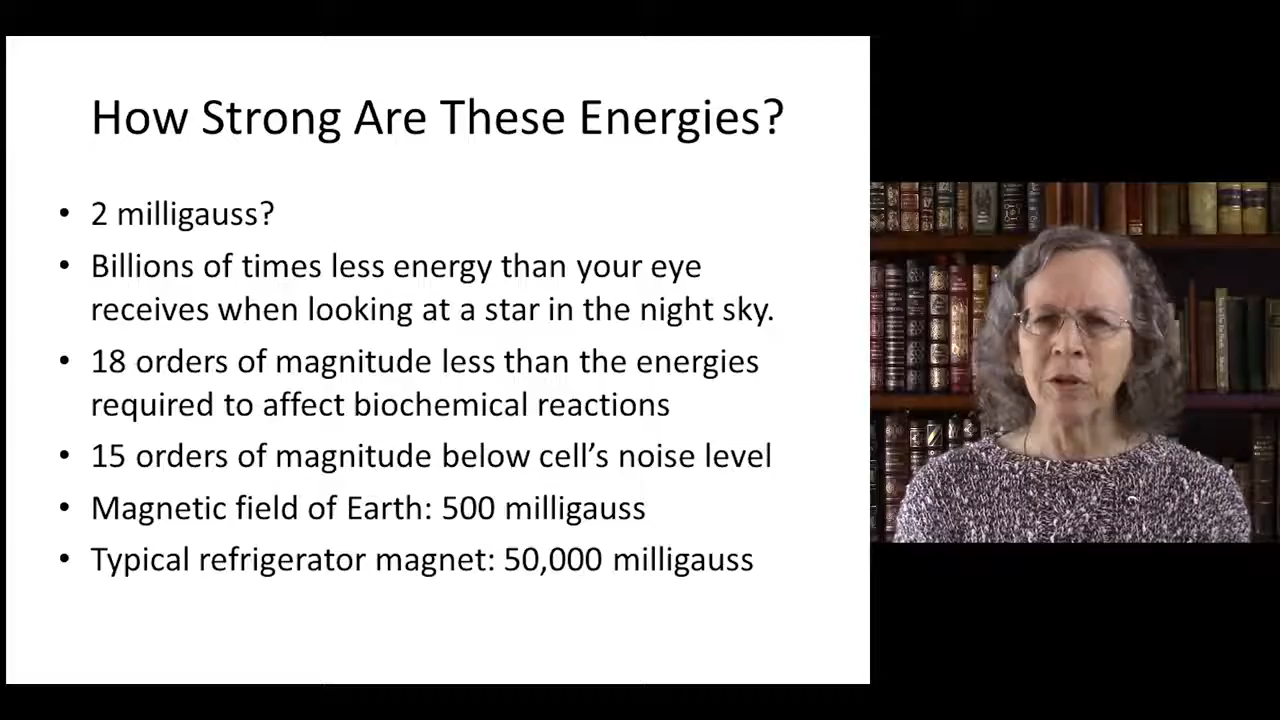 How Strong Are These Energies?
• 2 milligauss?
• Billions of times less energy than your eye
receives when looking at a star in the night sky.
• 18 orders of magnitude less than the energies
required to affect biochemical reactions
• 15 orders of magnitude below cell’s noise level
• Magnetic field of Earth: 500 milligauss
• Typical refrigerator magnet: 50,000 milligauss